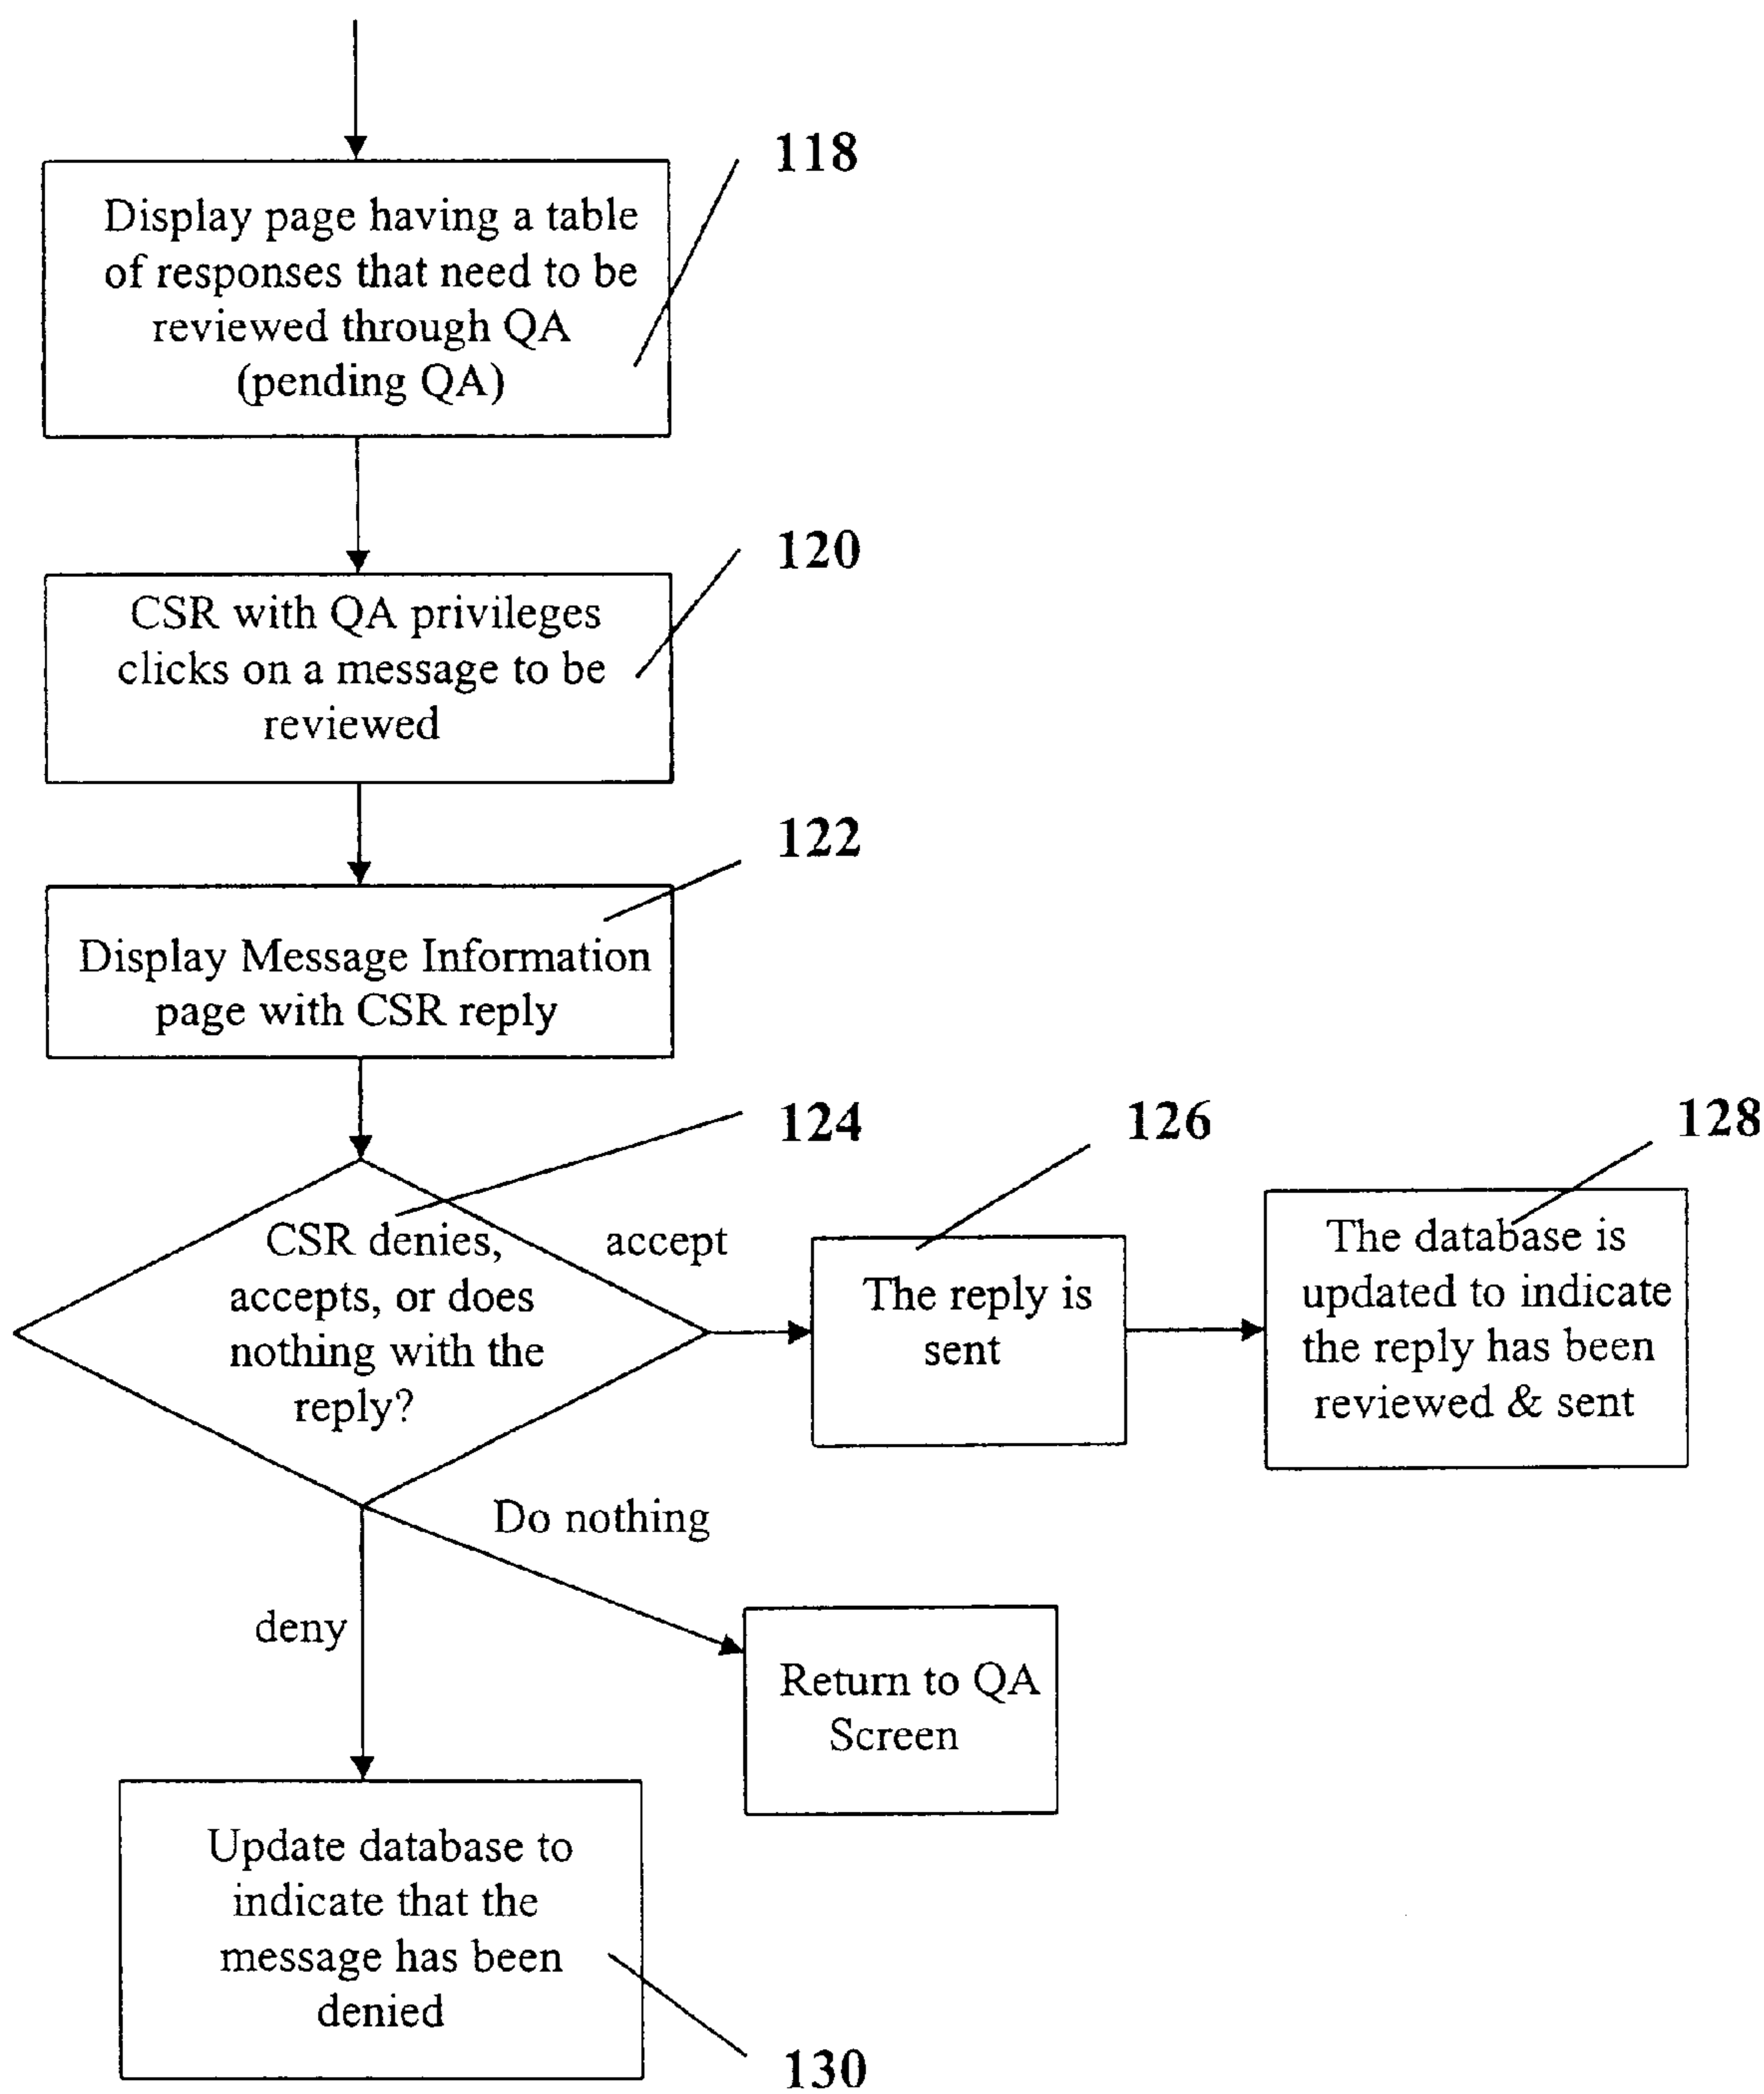 118
Display page having a table
of responses that need to be
reviewed through QA
(pending QA)
120
CSR with QA privileges
clicks on a message to be
reviewed
122
Display Message Information
page with CSR reply
124
126
128
CSR denies,
accepts, or does
nothing with the
reply?
accept
The reply is
sent
The database is
updated to indicate
the reply has been
reviewed & sent
Do nothing
deny
Return to QA
Screen
Update database to
indicate that the
message has been
denied
130